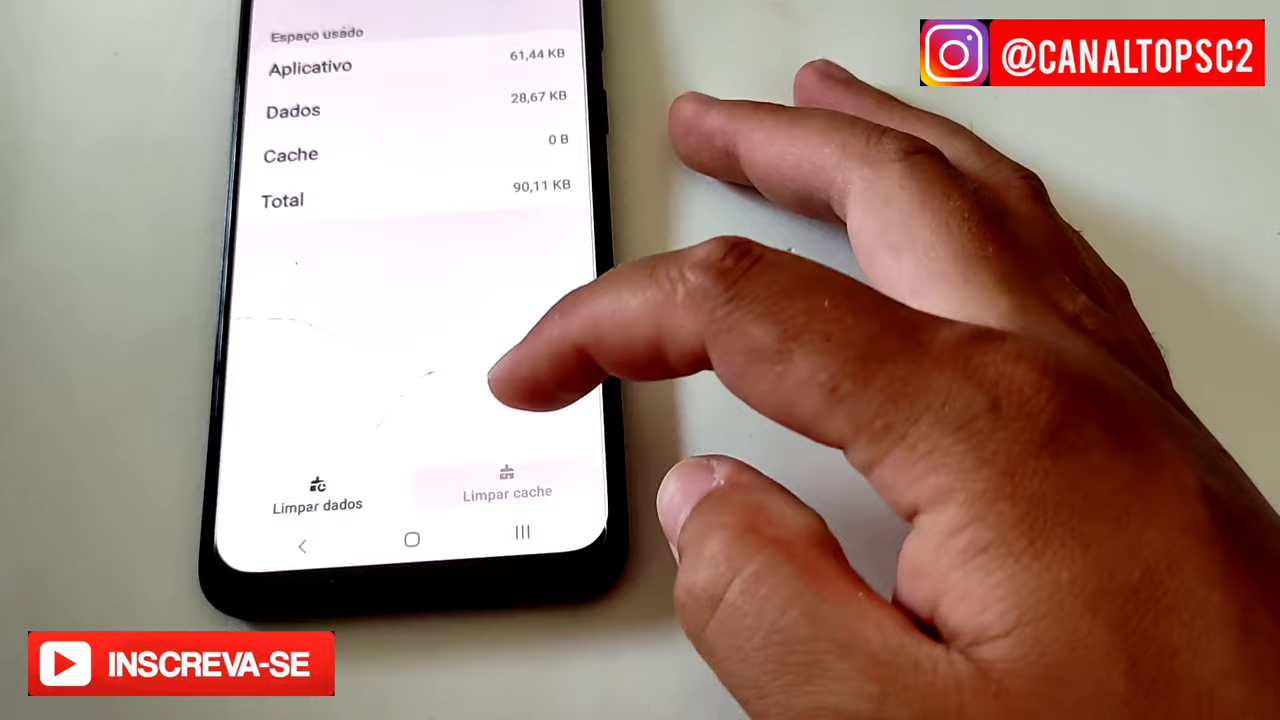 @CANALTOPSC2
Espaço usado
Aplicativo 61,44 KB
Dados 28,67 KB
Cache 0 B
Total 90,11 KB
Limpar dados
Limpar cache
INSCREVA-SE